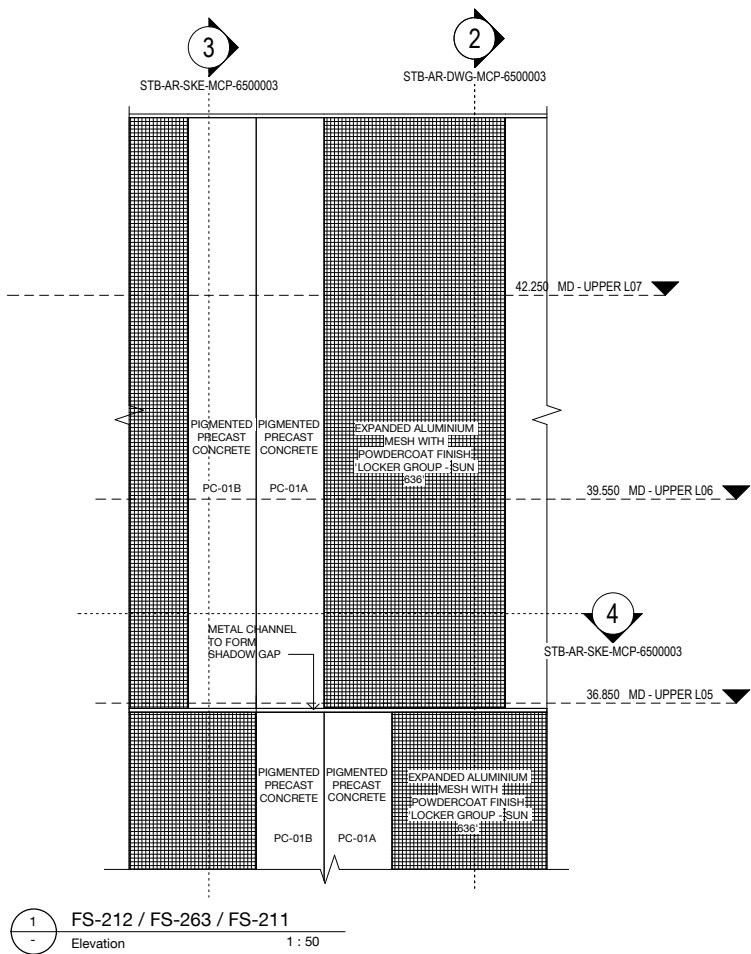 3
2
STB-AR-SKE-MCP-6500003
STB-AR-DWG-MCP-6500003
42.250 MD - UPPER L07
PIGMENTED
PRECAST
CONCRETE
PC-01B
PIGMENTED
PRECAST
CONCRETE
PC-01A
EXPANDED ALUMINIUM
MESH WITH
POWDERCOAT FINISH
'LOCKER GROUP - SUN
636'
39.550 MD - UPPER L06
4
STB-AR-SKE-MCP-6500003
METAL CHANNEL
TO FORM
SHADOW GAP
36.850 MD - UPPER L05
PIGMENTED
PRECAST
CONCRETE
PC-01B
PIGMENTED
PRECAST
CONCRETE
PC-01A
EXPANDED ALUMINIUM
MESH WITH
POWDERCOAT FINISH
'LOCKER GROUP - SUN
636'
1
-
FS-212 / FS-263 / FS-211
Elevation 1 : 50